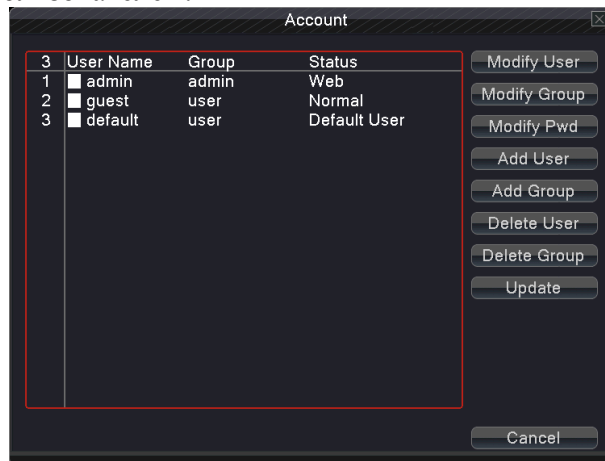 Account
3 User Name Group Status
1 admin admin Web
2 guest user Normal
3 default user Default User
Modify User
Modify Group
Modify Pwd
Add User
Add Group
Delete User
Delete Group
Update
Cancel